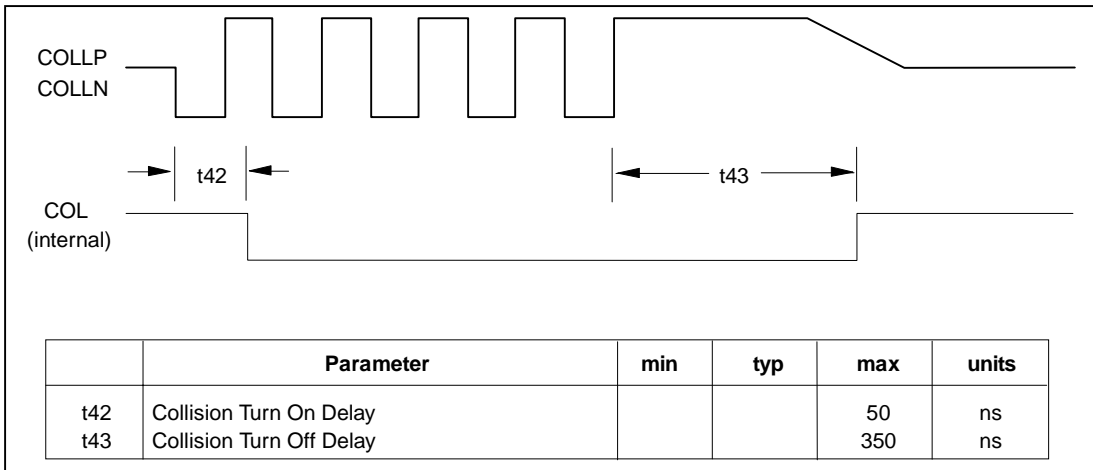 COLLP
COLLN
t42
t43
COL
(internal)
Parameter min typ max units
t42 Collision Turn On Delay 50 ns
t43 Collision Turn Off Delay 350 ns